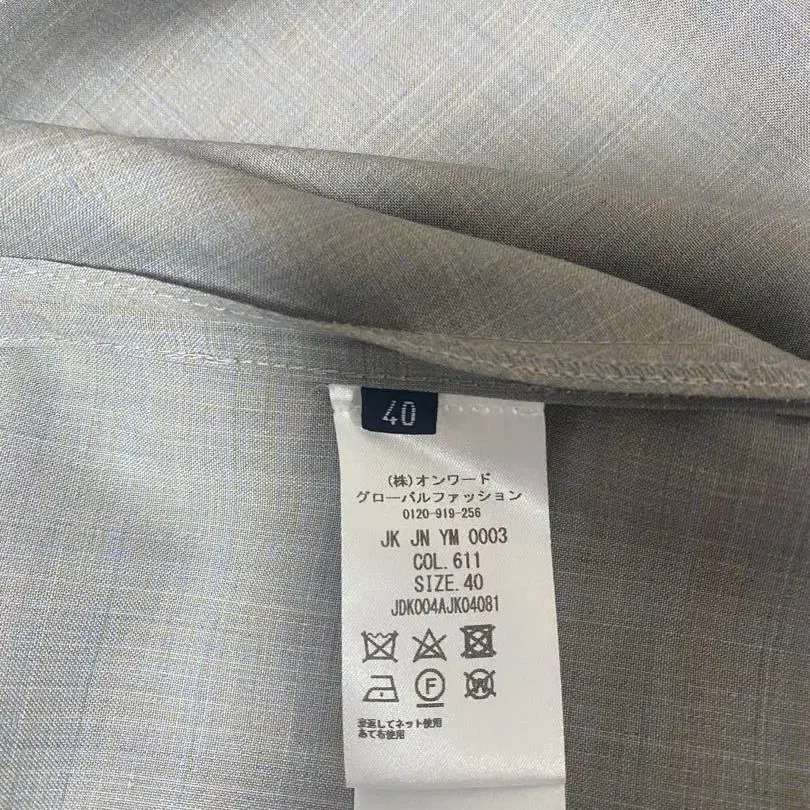 40
(株)オンワード
グローバルファッション
0120-919-256
JK JN YM 0003
COL.611
SIZE.40
JDK004AJK04081
F
W
裏返してネット使用
あて布使用